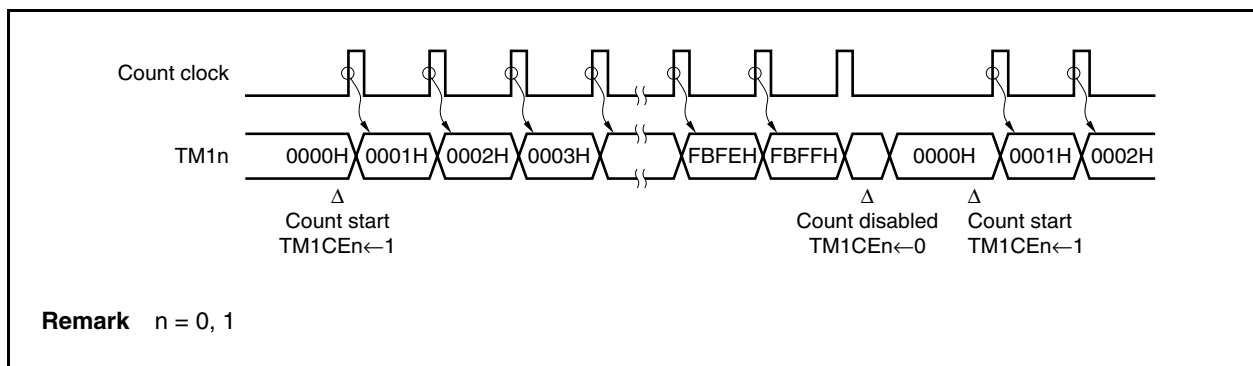 Count clock
TM1n
0000H 0001H 0002H 0003H FBFEH FBFFH 0000H 0001H 0002H
Δ Δ Δ
Count start Count disabled Count start
TM1CEn←1 TM1CEn←0 TM1CEn←1
Remark n = 0, 1